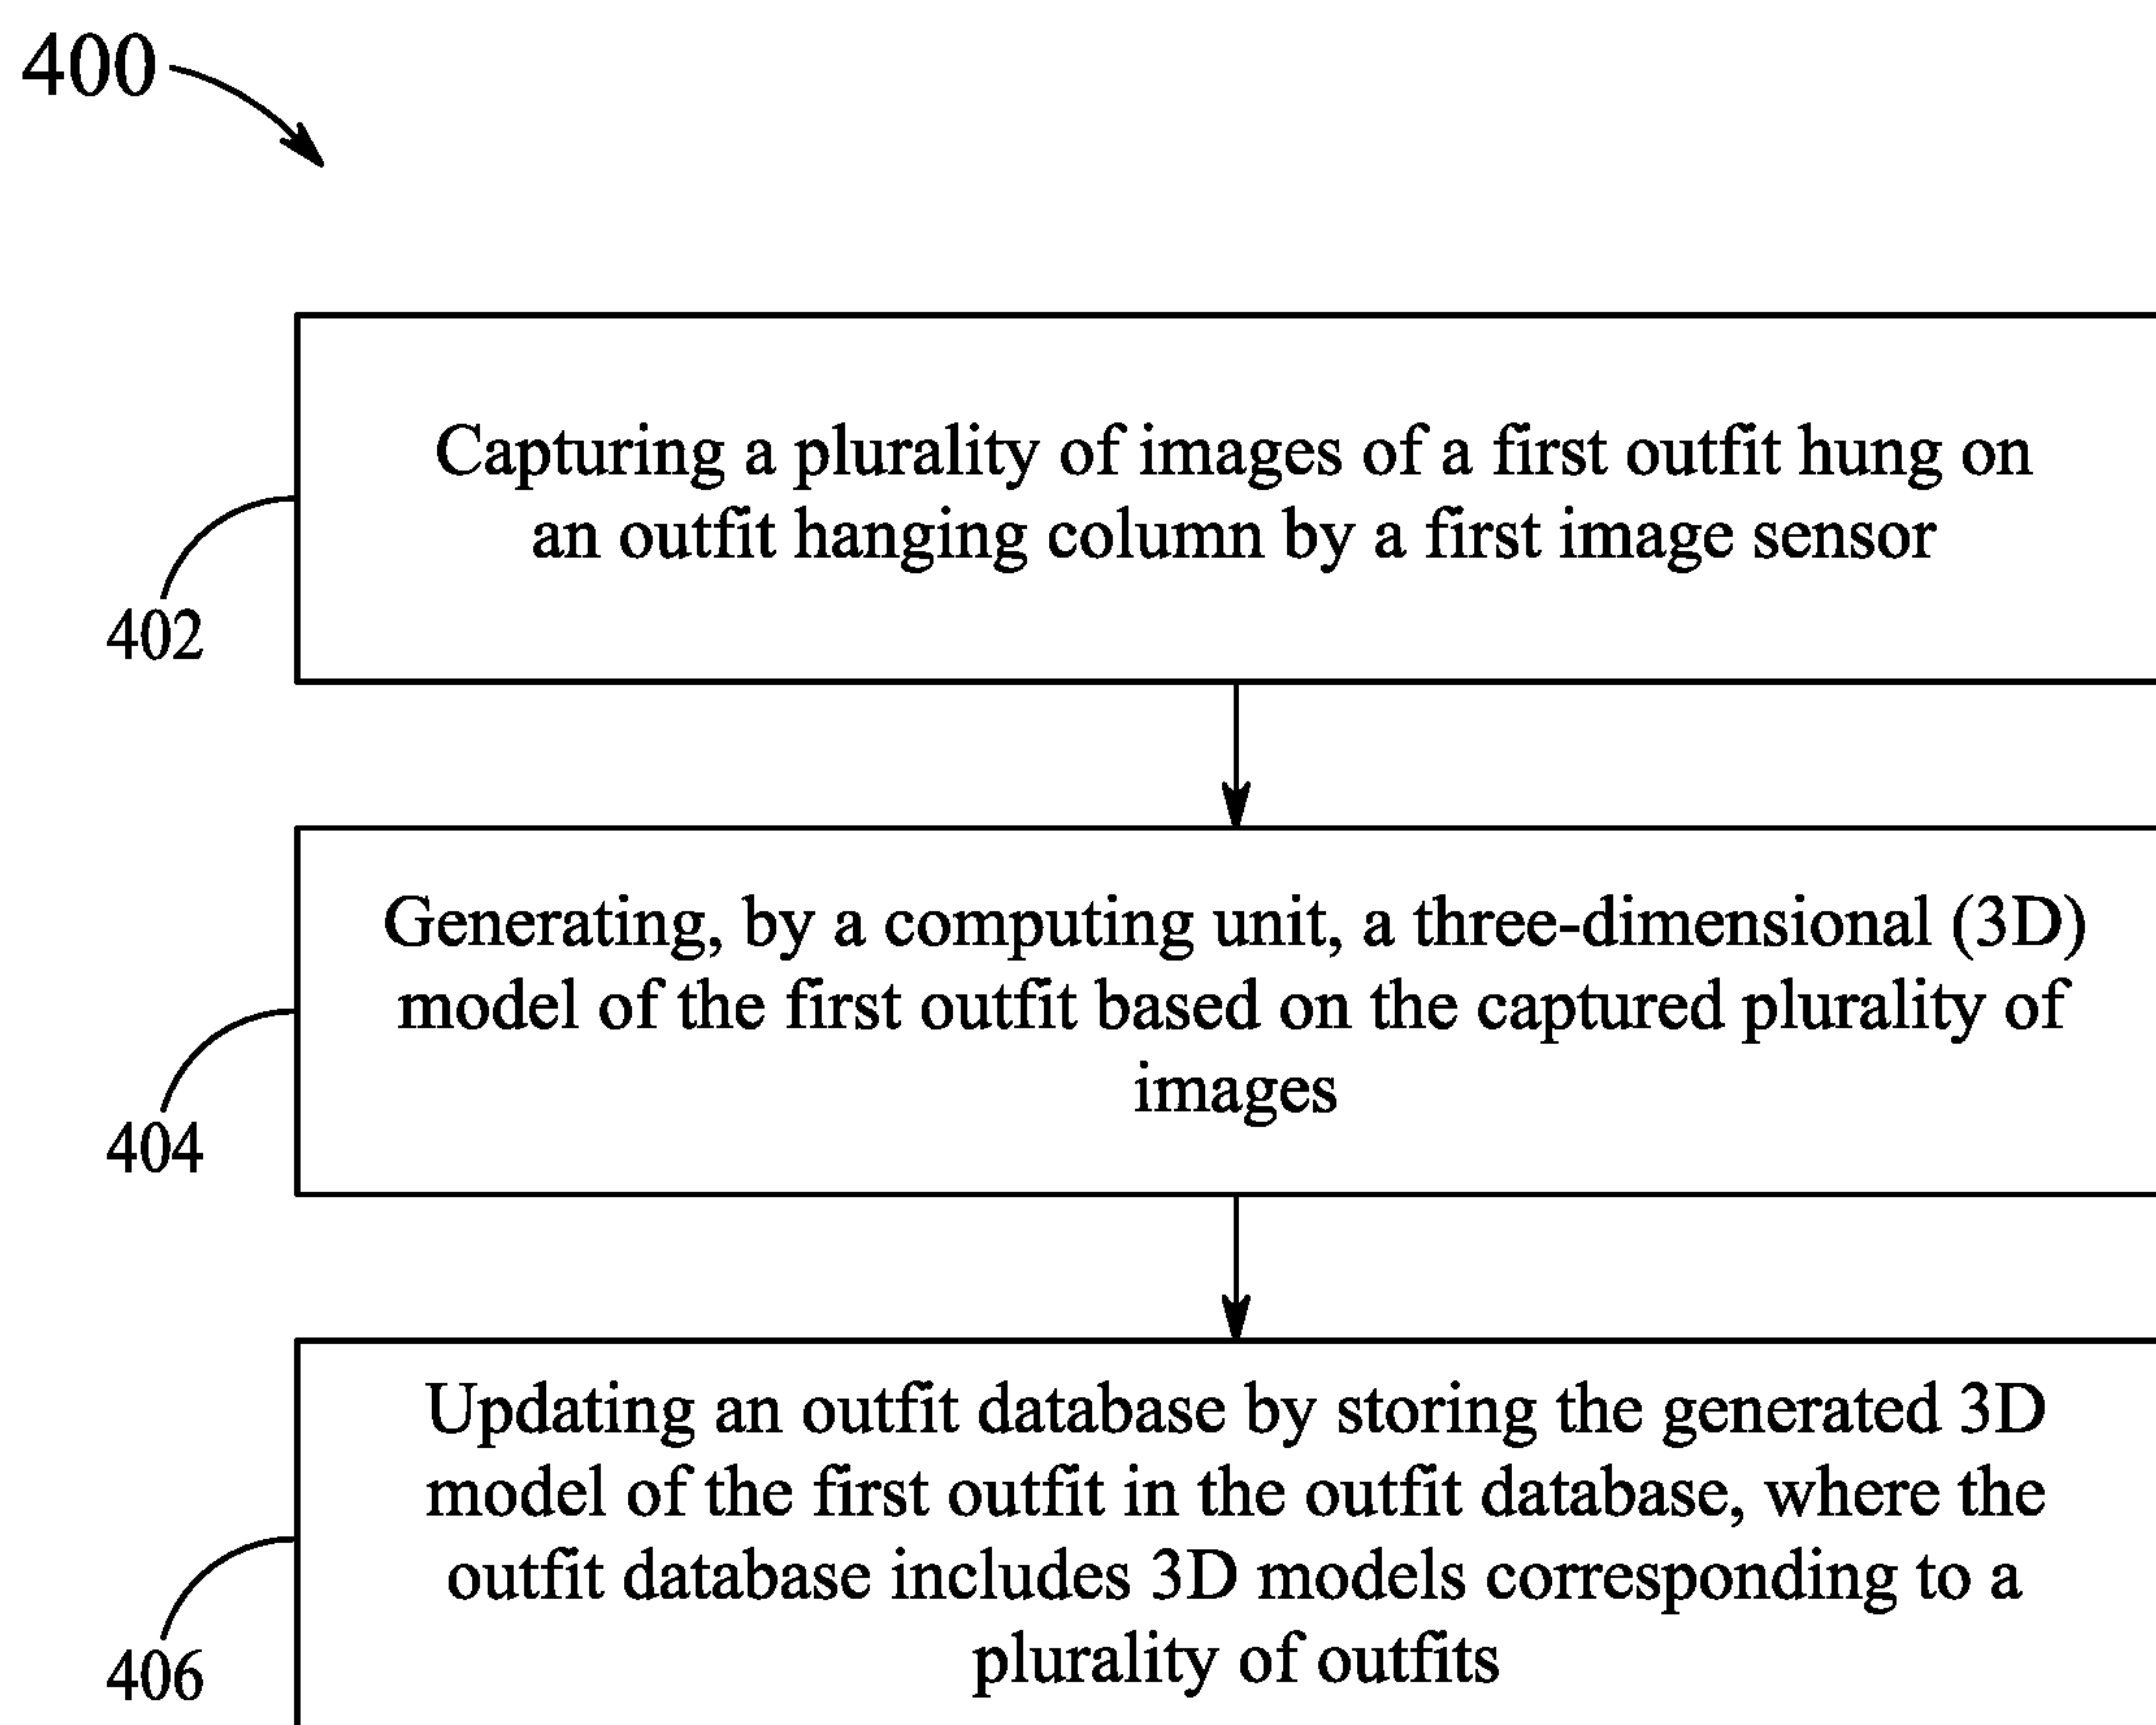 400
Capturing a plurality of images of a first outfit hung on
an outfit hanging column by a first image sensor
402
Generating, by a computing unit, a three-dimensional (3D)
model of the first outfit based on the captured plurality of
images
404
Updating an outfit database by storing the generated 3D
model of the first outfit in the outfit database, where the
outfit database includes 3D models corresponding to a
plurality of outfits
406